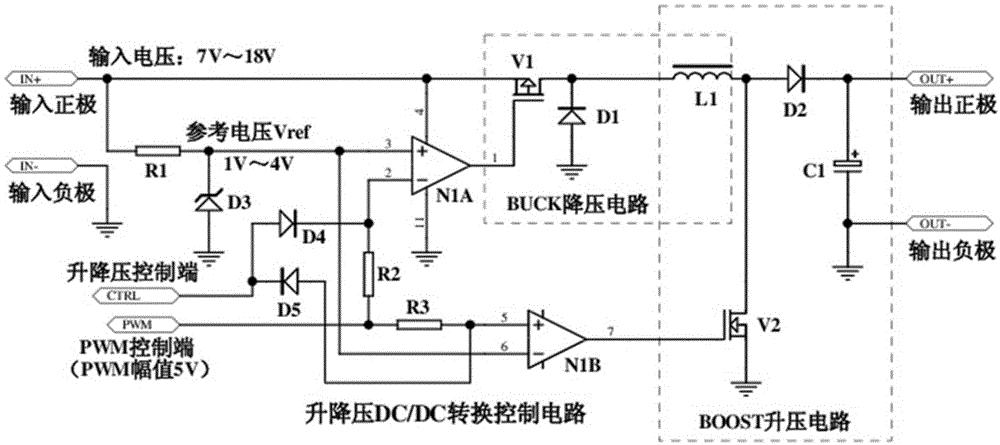 输入电压：7V～18V
V1
IN+
输入正极
L1
D2
OUT+
输出正极
4
D1
参考电压Vref
1V～4V
R1
3
2
1
N1A
11
C1
+
IN-
输入负极
D3
BUCK降压电路
D4
OUT-
输出负极
升降压控制端
CTRL
D5
R2
R3
PWM
PWM控制端
（PWM幅值5V）
5
6
7
N1B
V2
升降压DC/DC转换控制电路
BOOST升压电路